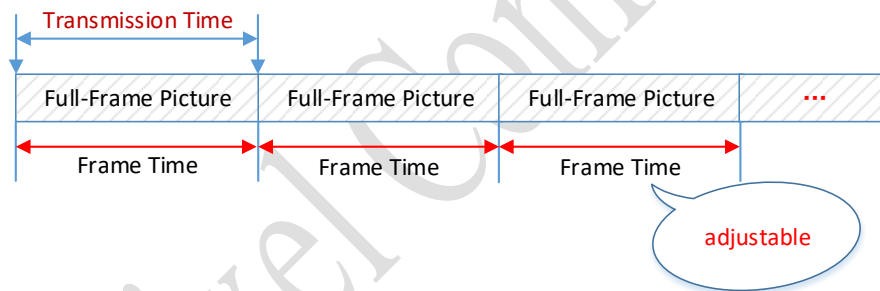 Transmission Time
Full-Frame Picture Full-Frame Picture Full-Frame Picture ...
Frame Time Frame Time Frame Time
adjustable